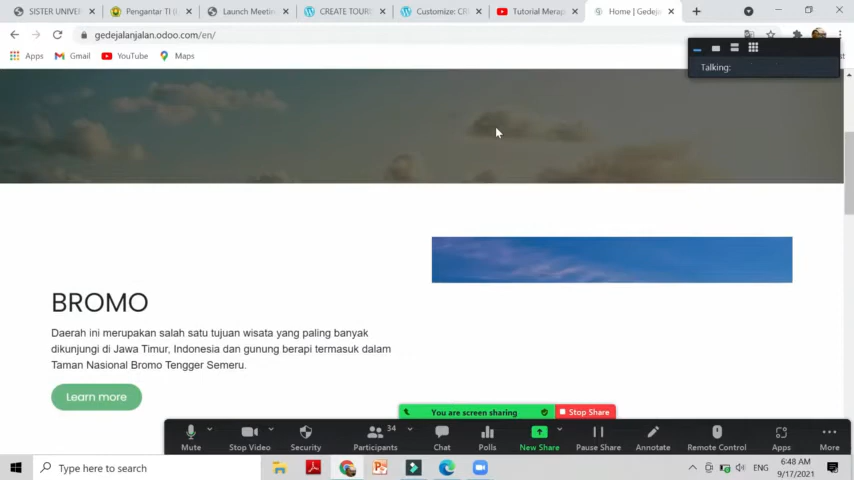 SISTER UNIVER
Pengantar TI (
Launch Meetin
CREATE TOUR
Customize: CR
Tutorial Merap
Home | Gedej
gedejalanjalan.odoo.com/en/
Apps
Gmail
YouTube
Maps
Talking:
BROMO
Daerah ini merupakan salah satu tujuan wisata yang paling banyak
dikunjungi di Jawa Timur, Indonesia dan gunung berapi termasuk dalam
Taman Nasional Bromo Tengger Semeru.
Learn more
You are screen sharing
Stop Share
34
Mute
Stop Video
Security
Participants
Chat
Polls
New Share
Pause Share
Annotate
Remote Control
Apps
More
Type here to search
ENG
6:48 AM
9/17/2021